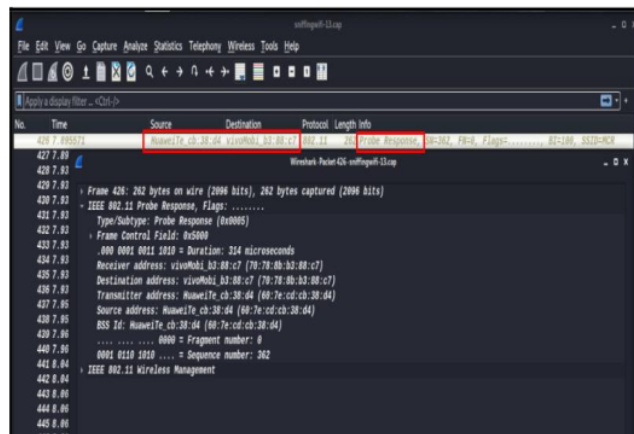 sniffingwifi-13.cap
File Edit View Go Capture Analyze Statistics Telephony Wireless Tools Help
Apply a display filter ... <Ctrl-/>
No. Time Source Destination Protocol Length Info
426 7.895571 HuaweiTe_cb:38:d4 vivoMobi_b3:88:c7 802.11 262 Probe Response, SN=362, FN=0, Flags=........, BI=100, SSID=MCR
427 7.89
Wireshark·Packet 426·sniffingwifi-13.cap
428 7.93
429 7.93
Frame 426: 262 bytes on wire (2096 bits), 262 bytes captured (2096 bits)
430 7.93
IEEE 802.11 Probe Response, Flags: ........
431 7.93
Type/Subtype: Probe Response (0x0005)
432 7.93
Frame Control Field: 0x5000
433 7.93
.000 0001 0011 1010 = Duration: 314 microseconds
434 7.93
Receiver address: vivoMobi_b3:88:c7 (70:78:8b:b3:88:c7)
435 7.93
Destination address: vivoMobi_b3:88:c7 (70:78:8b:b3:88:c7)
436 7.93
Transmitter address: HuaweiTe_cb:38:d4 (60:7e:cd:cb:38:d4)
437 7.95
Source address: HuaweiTe_cb:38:d4 (60:7e:cd:cb:38:d4)
438 7.95
BSS Id: HuaweiTe_cb:38:d4 (60:7e:cd:cb:38:d4)
439 7.96
.... .... .... 0000 = Fragment number: 0
440 7.96
0001 0110 1010 .... = Sequence number: 362
441 8.04
IEEE 802.11 Wireless Management
442 8.04
443 8.06
444 8.06
445 8.06